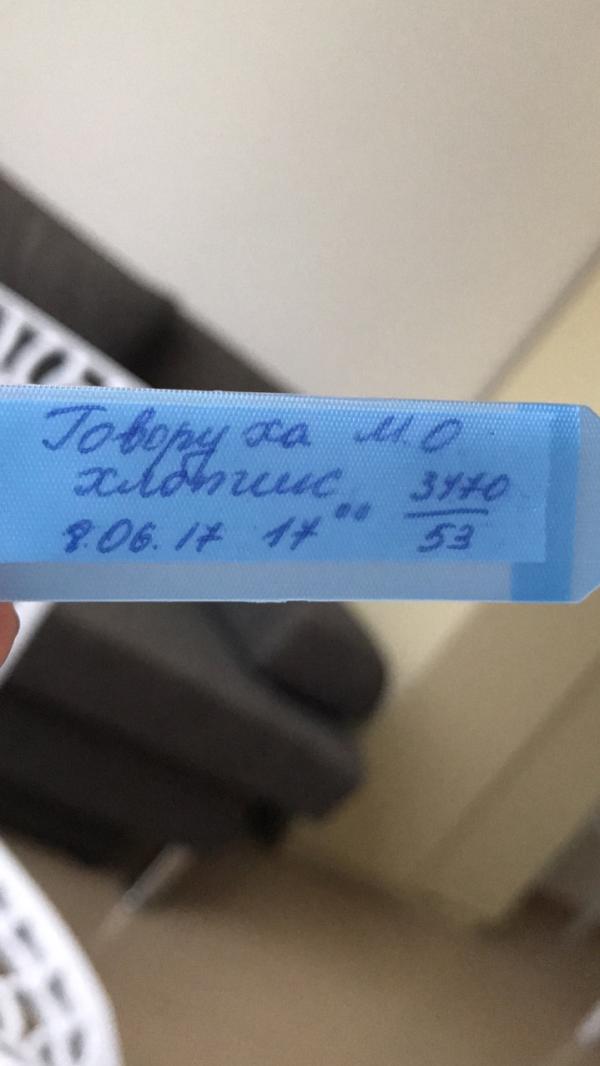 Говоруха М.О
хлопчик 3470
8.06.17 17⁰⁰ 53